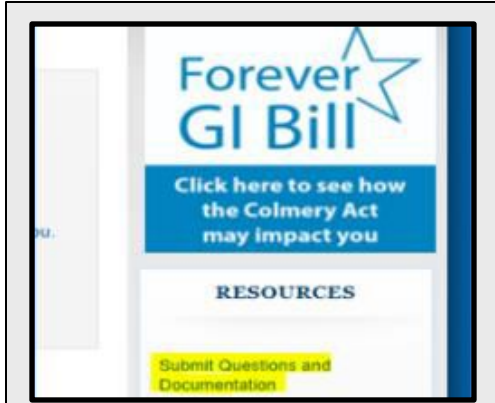 Forever
GI Bill
Click here to see how
the Colmery Act
may impact you
ou.
RESOURCES
Submit Questions and
Documentation